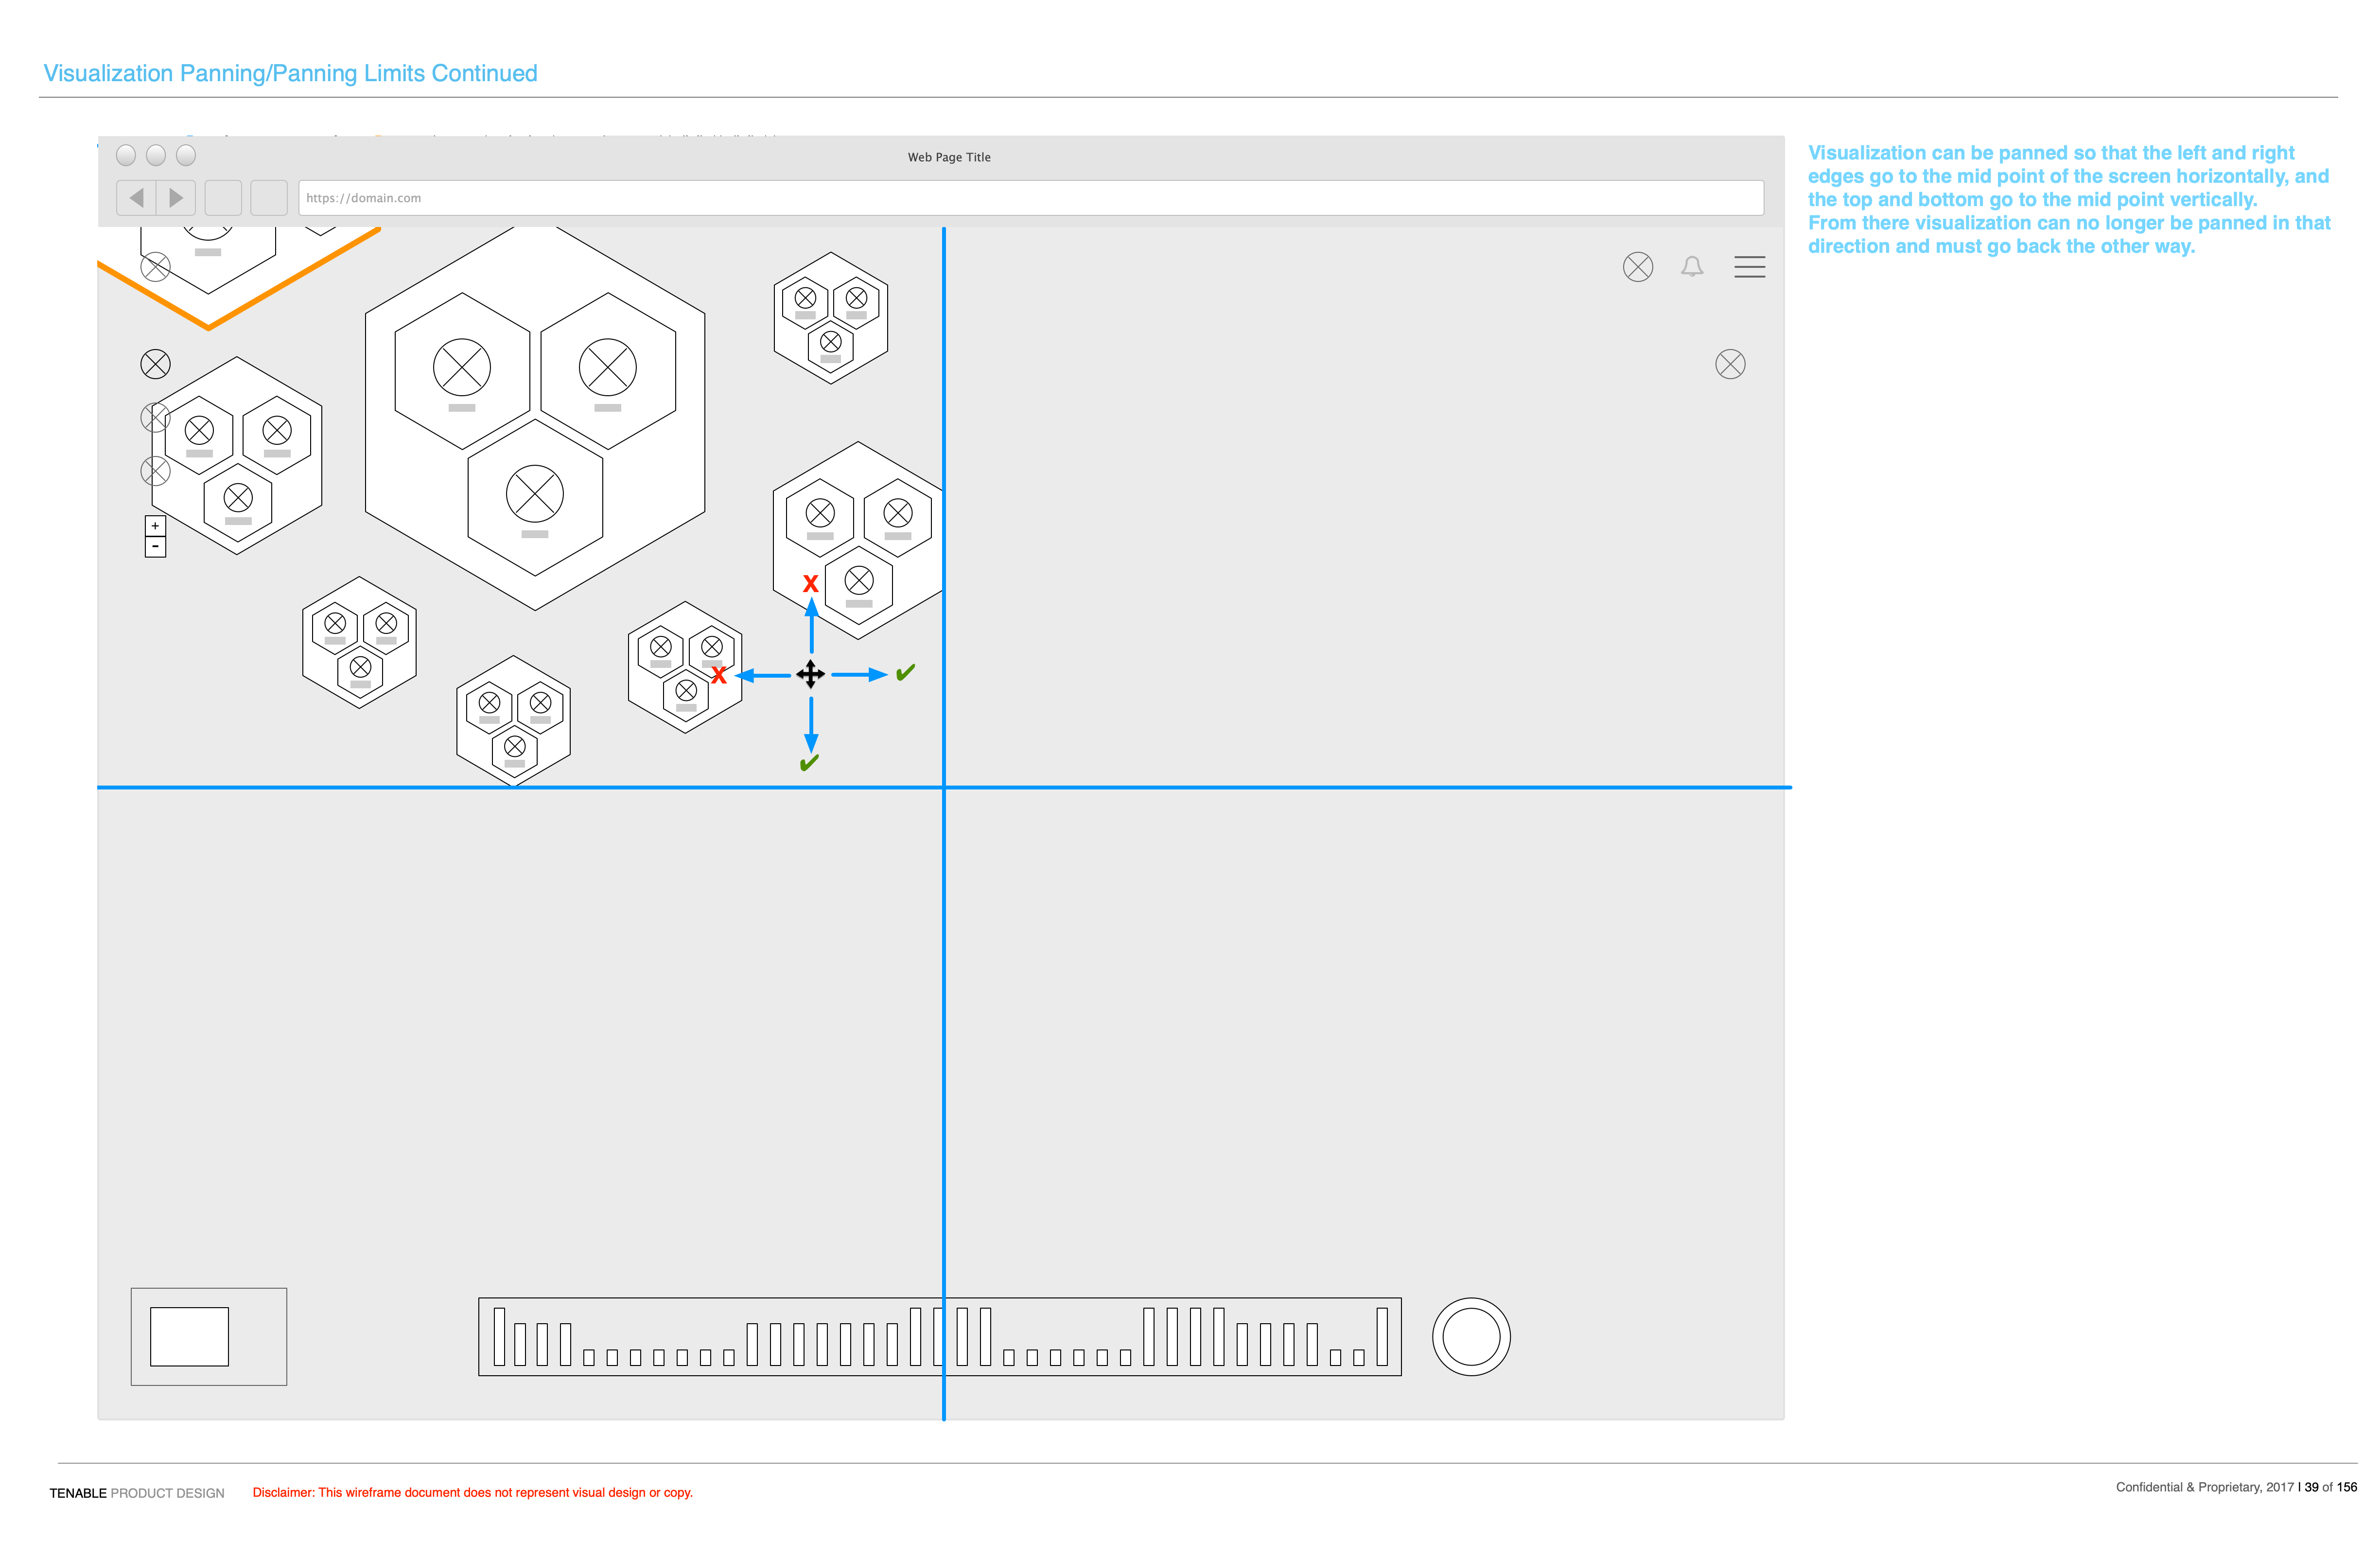 Visualization Panning/Panning Limits Continued
Web Page Title
https://domain.com
Visualization can be panned so that the left and right
edges go to the mid point of the screen horizontally, and
the top and bottom go to the mid point vertically.
From there visualization can no longer be panned in that
direction and must go back the other way.
+
-
X
X
TENABLE PRODUCT DESIGN
Disclaimer: This wireframe document does not represent visual design or copy.
Confidential & Proprietary, 2017 | 39 of 156